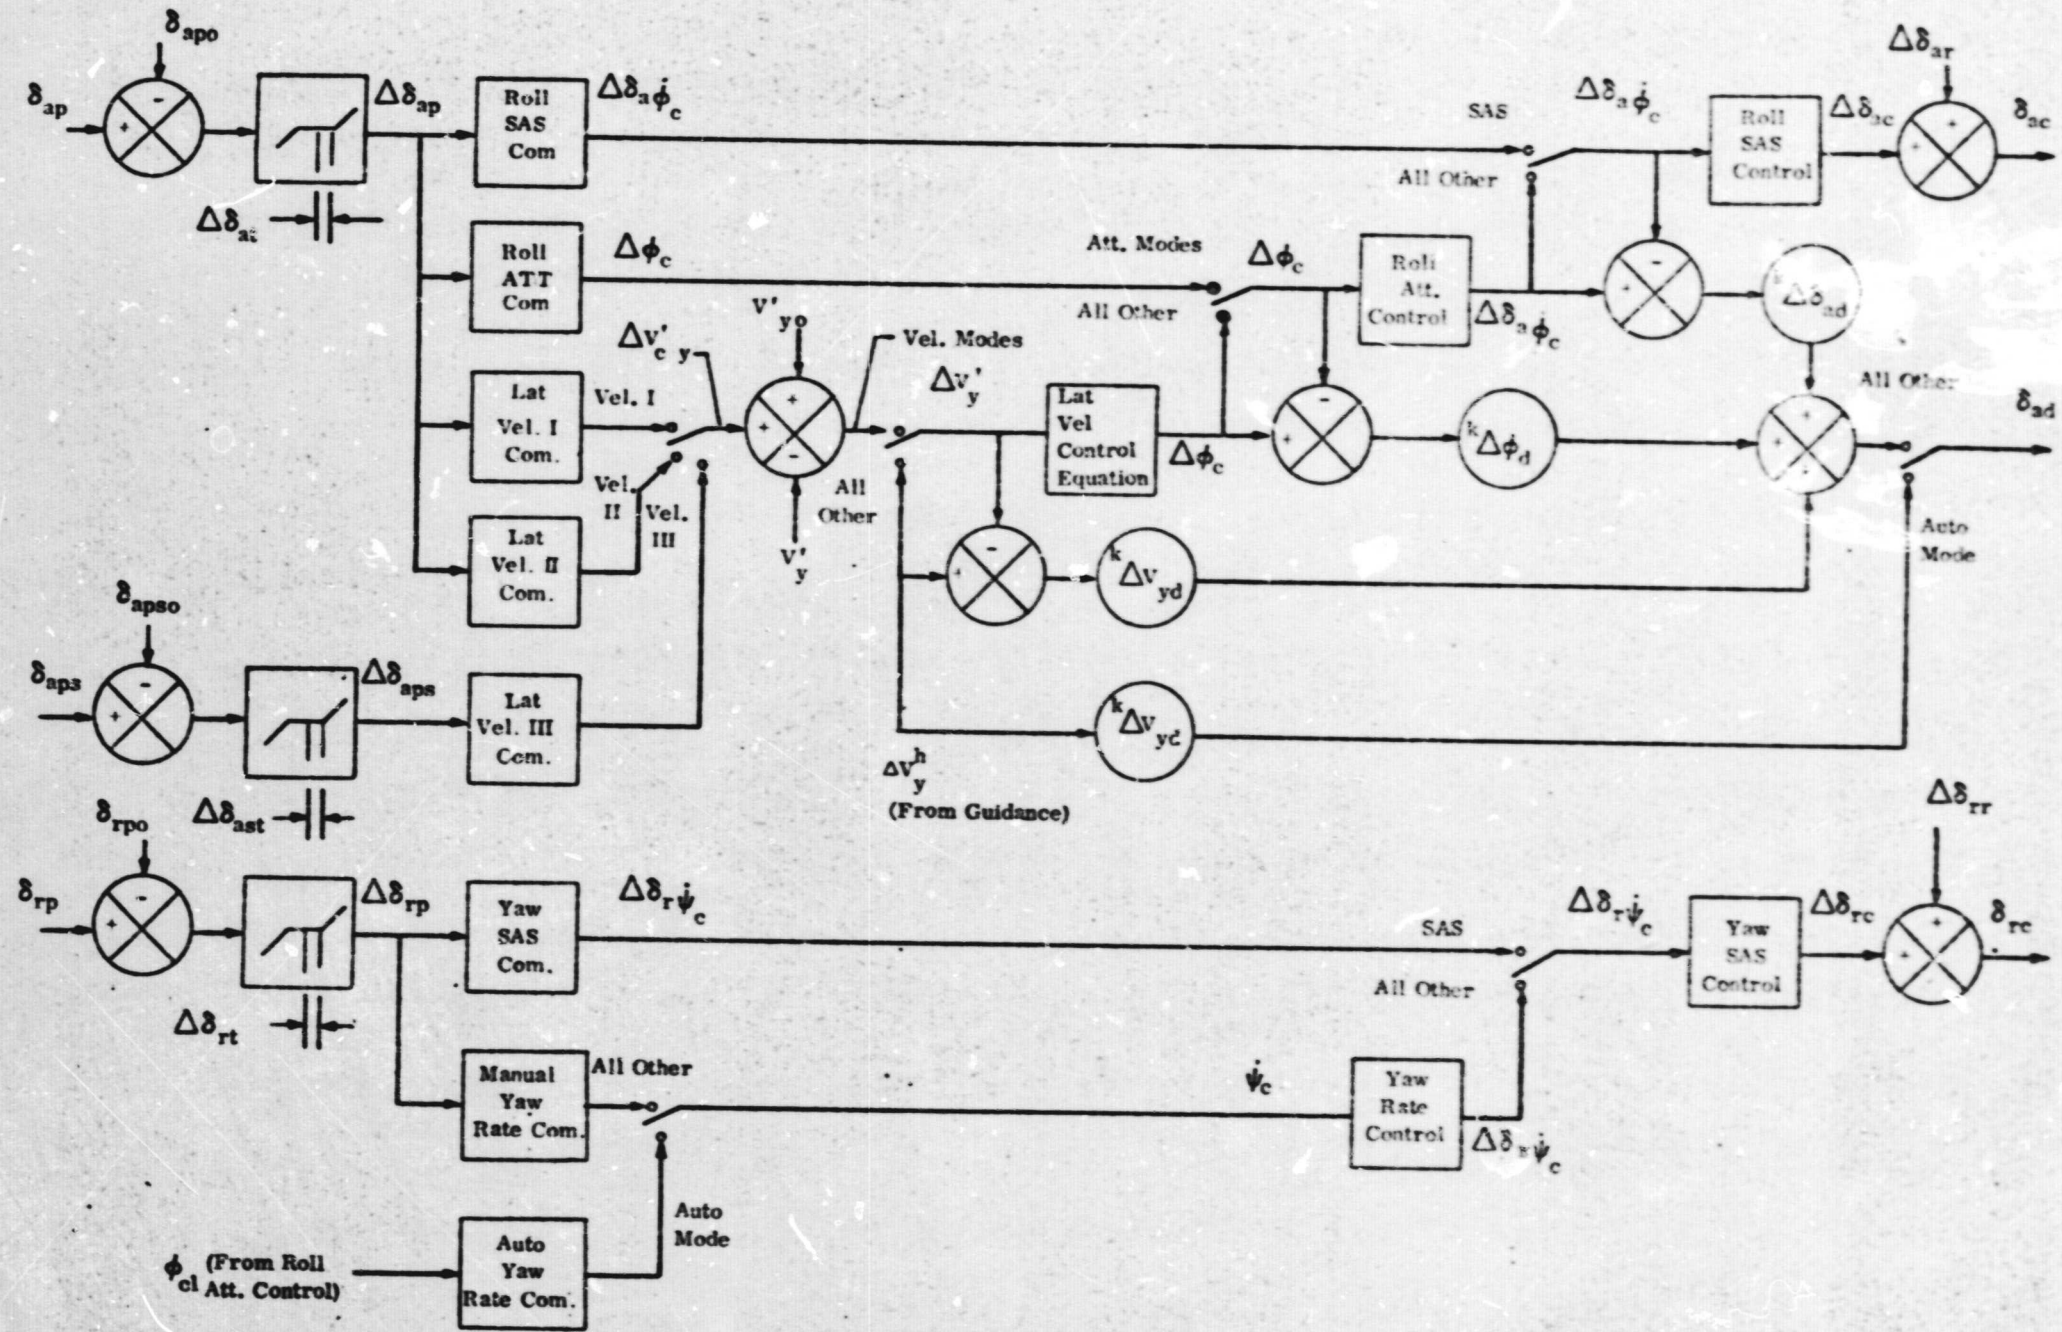 δapo
δap
+
-
Δδap
Δδat
Roll
SAS
Com
Δδaφ̇c
SAS
All Other
Δδaφ̇c
Roll
SAS
Control
Δδac
Δδar
+
+
δac
Roll
ATT
Com
Δφc
Att. Modes
All Other
Δφc
Roll
Att.
Control
Δδaφ̇c
-
+
kΔδad
Lat
Vel. I
Com.
Vel. I
ΔV'cy
V'yo
+
+
-
V'y
Vel. Modes
All
Other
ΔV'y
Lat
Vel
Control
Equation
Δφc
-
+
kΔφd
+
+
All Other
δad
Auto
Mode
Lat
Vel. II
Com.
Vel.
II
Vel.
III
-
+
kΔVyd
δapso
δaps
-
+
Δδaps
Δδast
Lat
Vel. III
Com.
ΔVhy
(From Guidance)
kΔVyd
δrpo
δrp
-
+
Δδrp
Δδrt
Yaw
SAS
Com.
Δδrψ̇c
SAS
All Other
Δδrψ̇c
Yaw
SAS
Control
Δδrc
Δδrr
+
+
δrc
Manual
Yaw
Rate Com.
All Other
ψ̇c
Yaw
Rate
Control
Δδrψ̇c
Auto
Mode
φcl (From Roll
Att. Control)
Auto
Yaw
Rate Com.